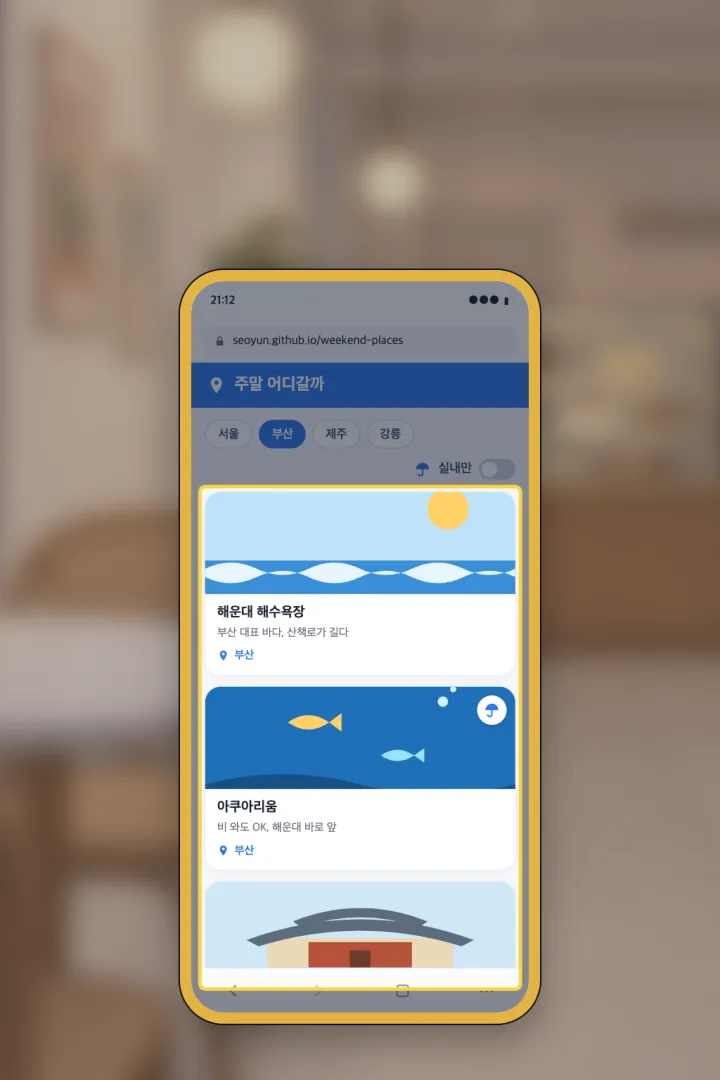 21:12
seoyun.github.io/weekend-places
주말 어디갈까
서울 부산 제주 강릉
실내만
해운대 해수욕장
부산 대표 바다, 산책로가 길다
부산
아쿠아리움
비 와도 OK, 해운대 바로 앞
부산